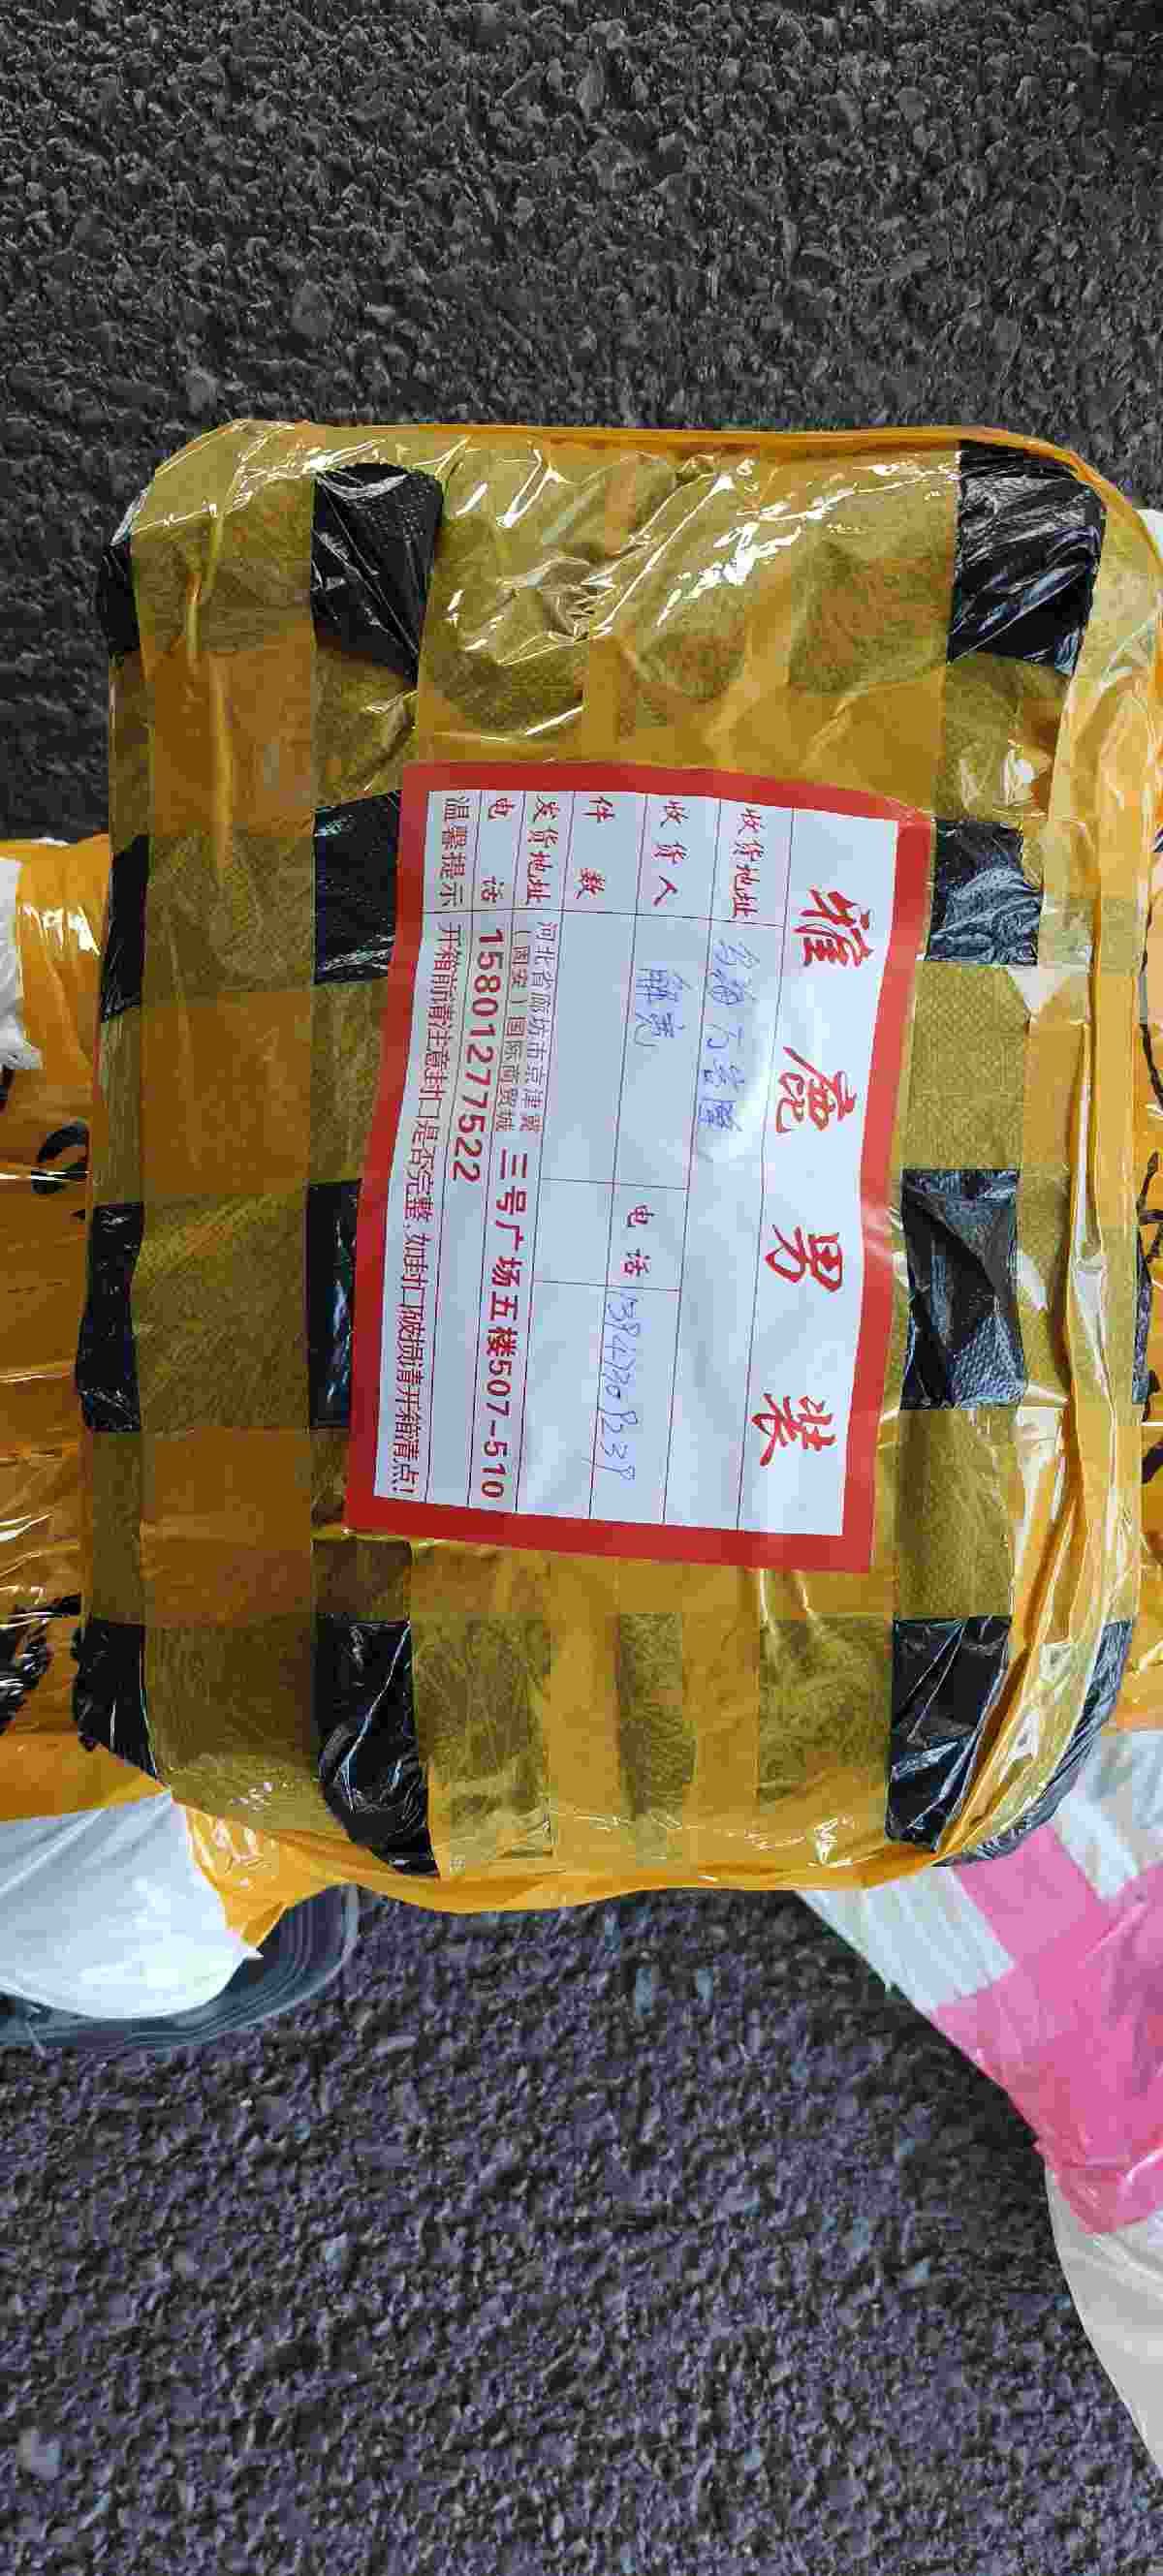 雅鹿男装
收货地址 乌海万客隆
收货人 解亮 电话
件数
发货地址 河北省廊坊市京津冀（固安）国际商贸城 三号广场五楼507-510
电话 15801277522
温馨提示 开箱前请注意封口是否完整,如封口破损请开箱清点!